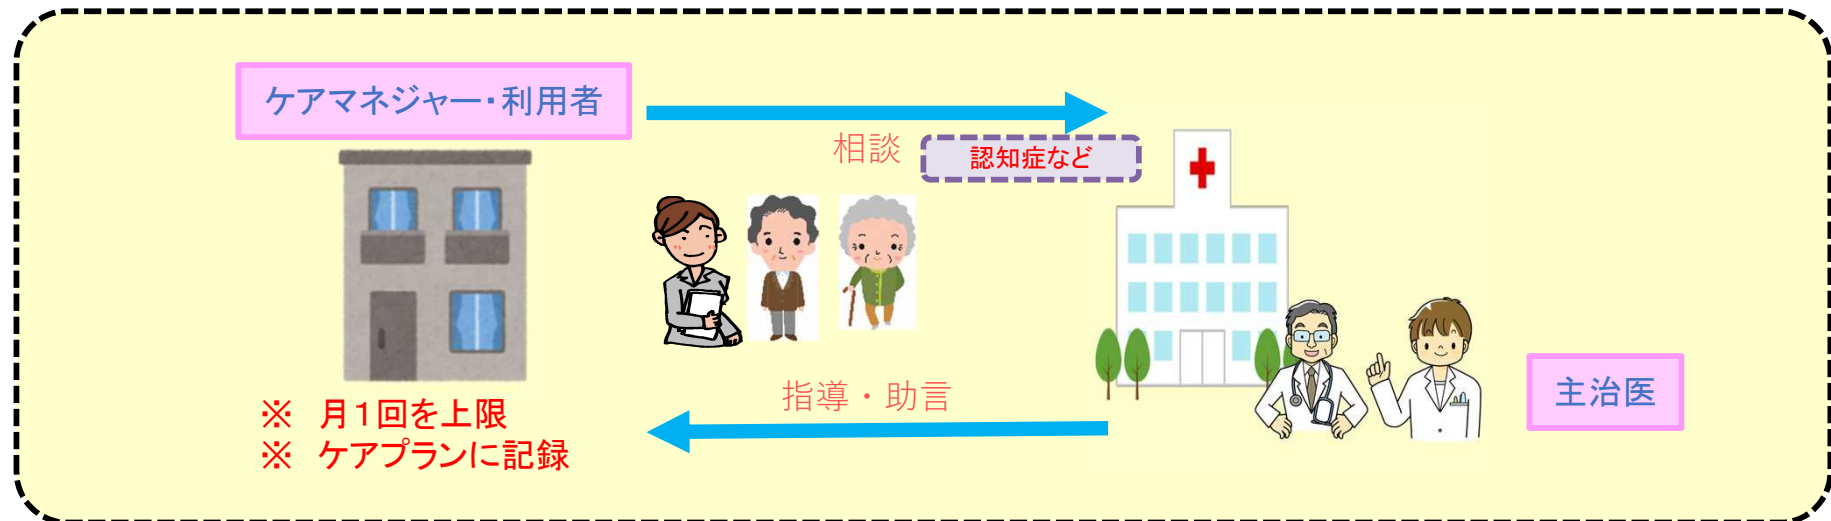 ケアマネジャー・利用者
相談
認知症など
指導・助言
主治医
※ 月1回を上限
※ ケアプランに記録